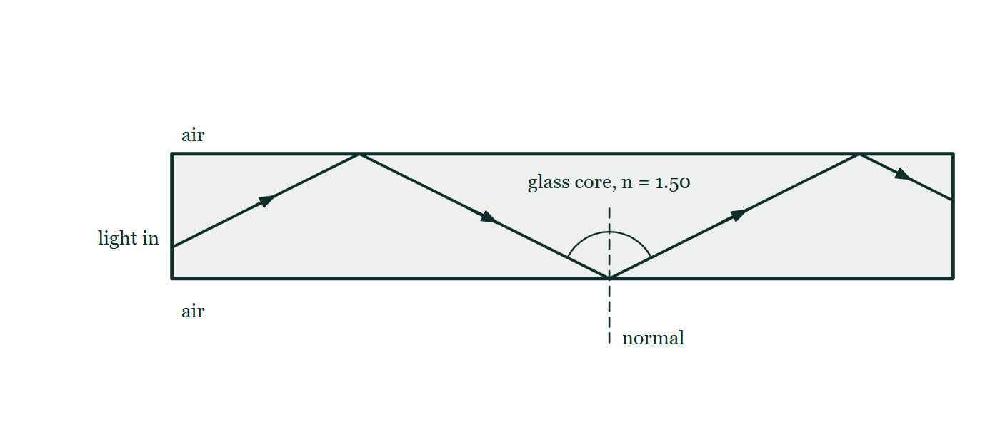 air
glass core, n = 1.50
light in
air
normal